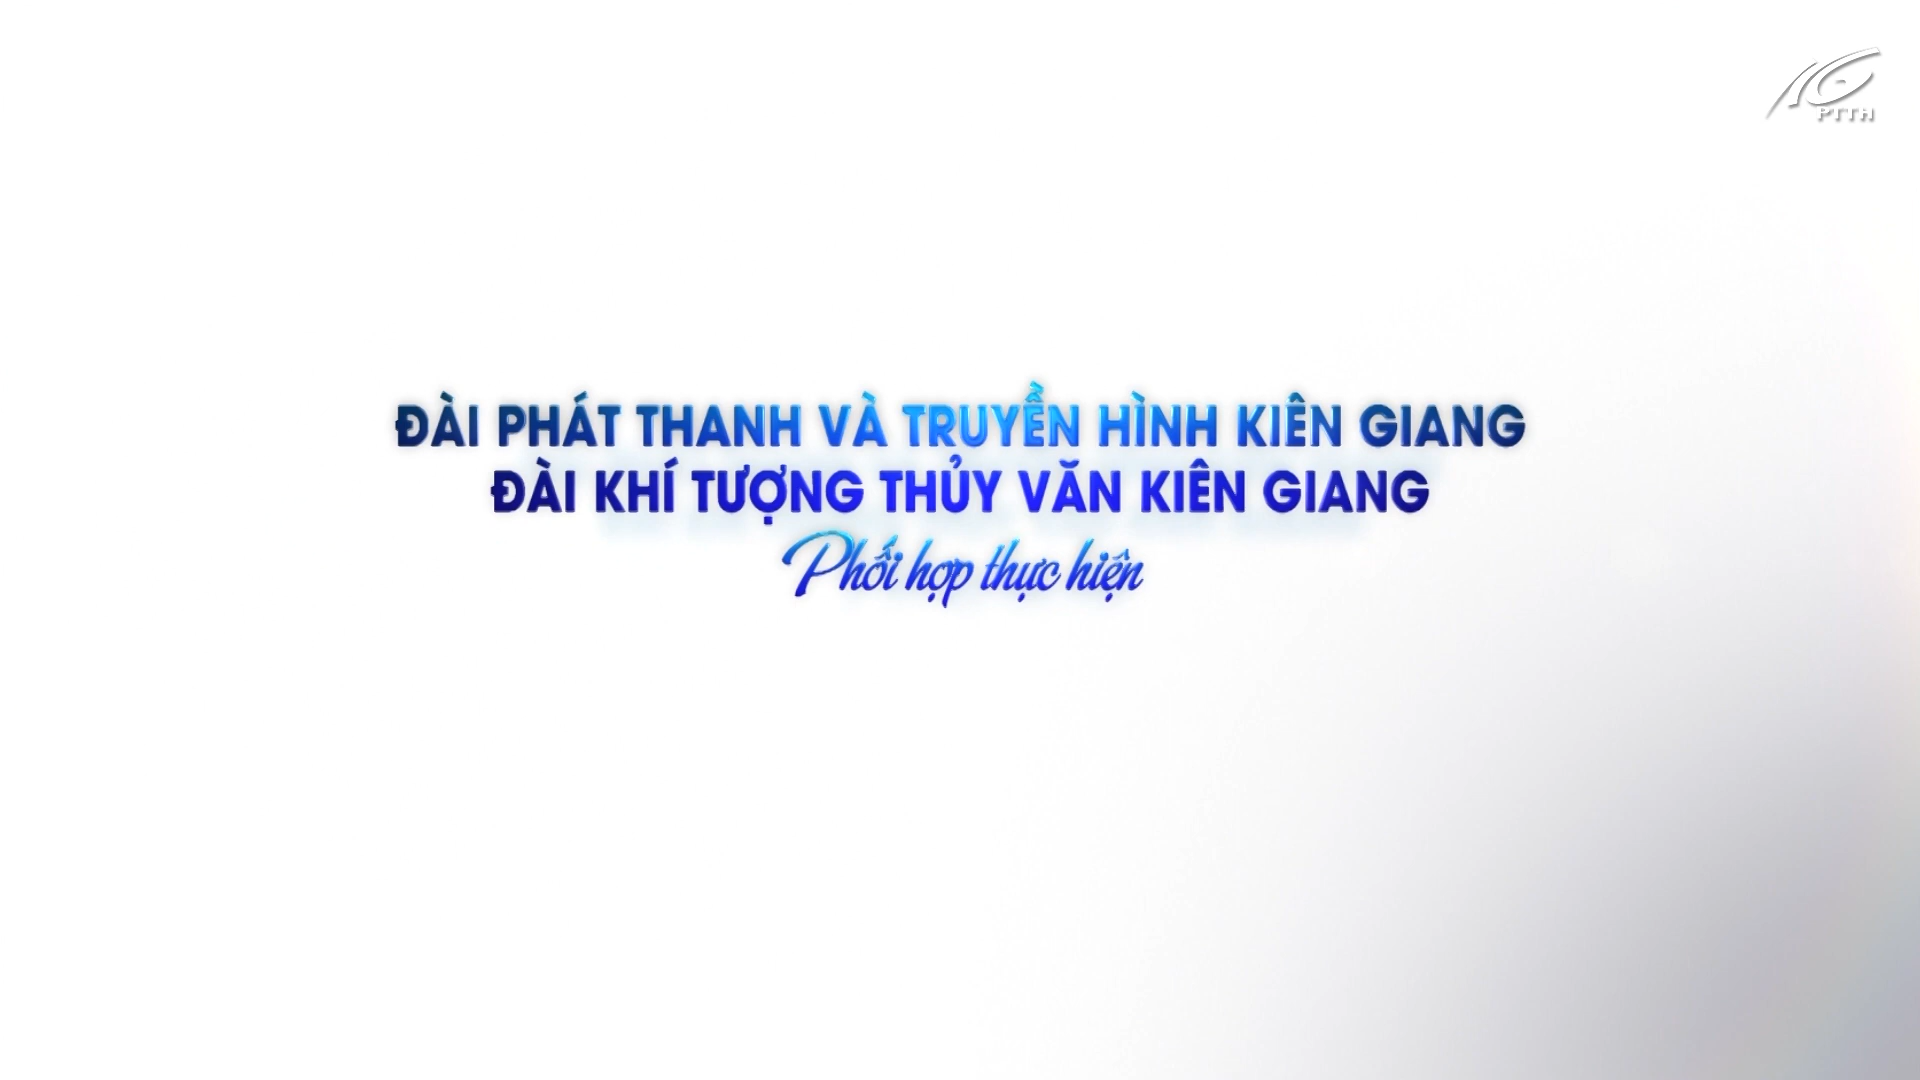 PTTH
ĐÀI PHÁT THANH VÀ TRUYỀN HÌNH KIÊN GIANG
ĐÀI KHÍ TƯỢNG THỦY VĂN KIÊN GIANG
Phối hợp thực hiện